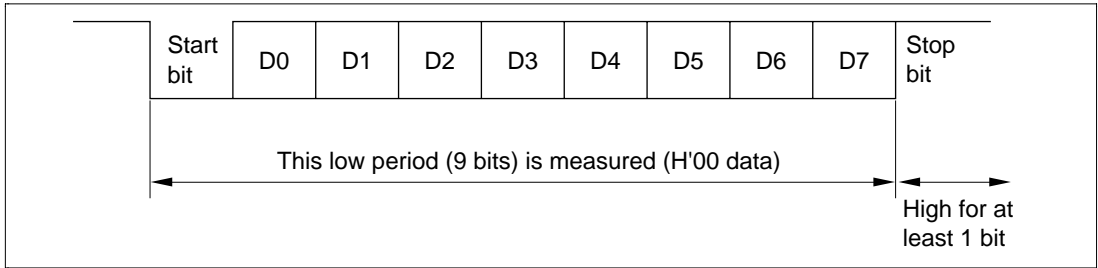 Start
bit
D0 D1 D2 D3 D4 D5 D6 D7
Stop
bit
This low period (9 bits) is measured (H'00 data)
High for at
least 1 bit